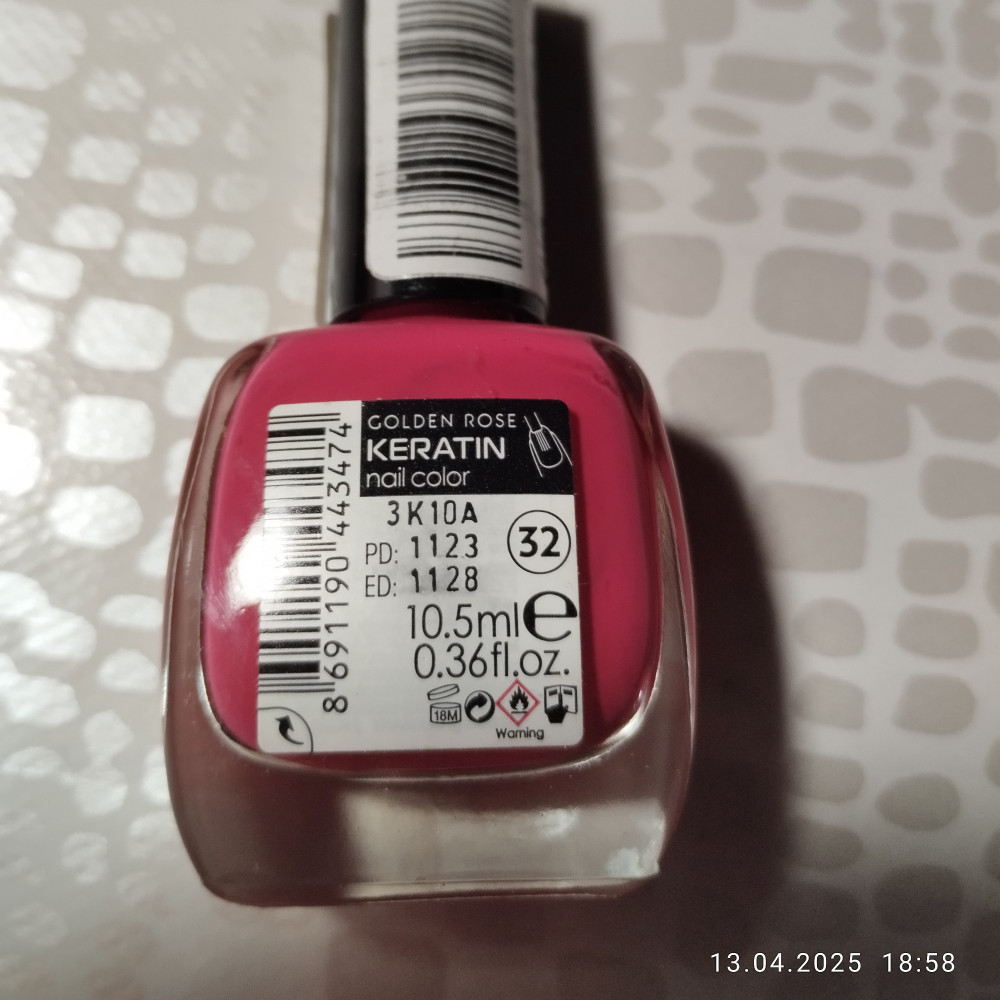 GOLDEN ROSE
KERATIN
nail color
3K10A
PD: 1123
ED: 1128
32
10.5ml e
0.36fl.oz.
18M
Warning
8 691190 443474
13.04.2025 18:58